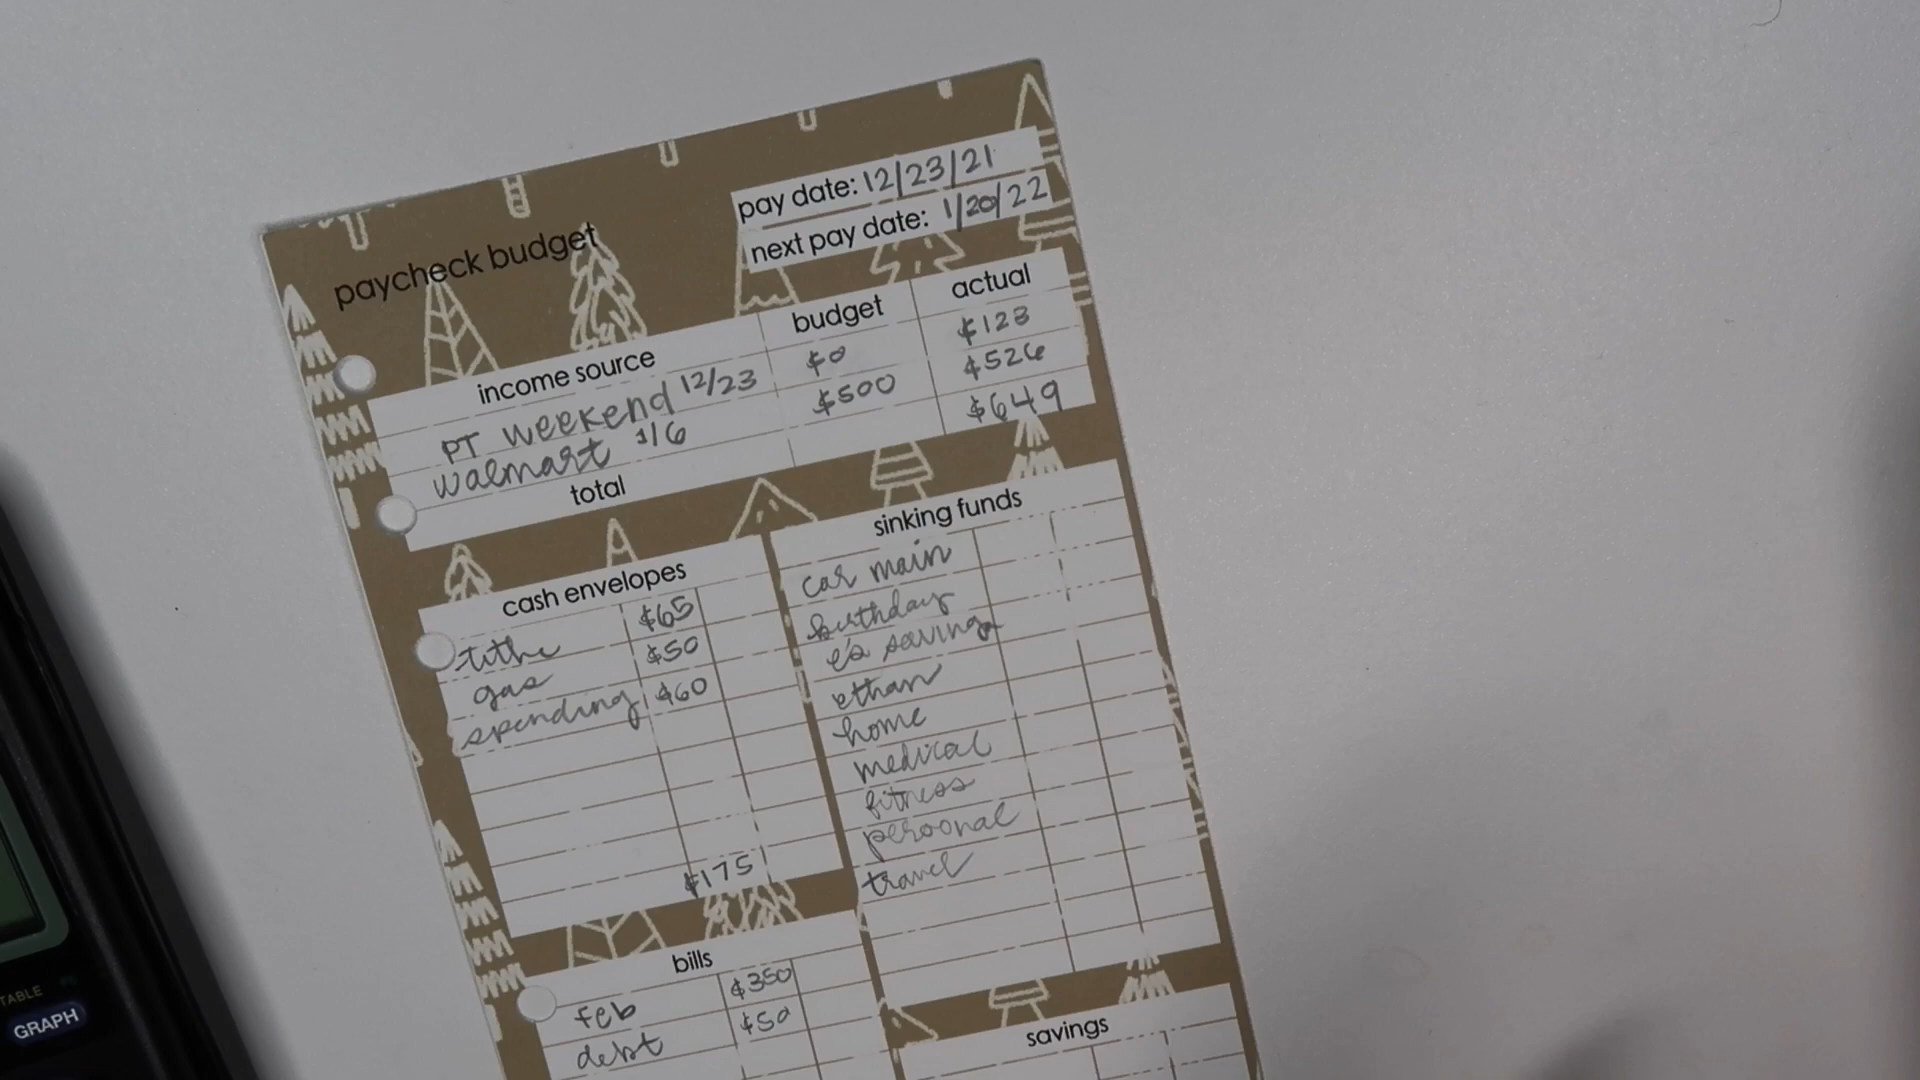 pay date: 12/23/21
next pay date: 1/20/22
paycheck budget
income source budget actual
PT weekend 12/23 $0 $123
walmart 1/6 $500 $526
total $649
cash envelopes
tithe $65
gas $50
spending $60
$175
sinking funds
car main
birthday
e's saving
ethan
home
medical
fitness
personal
travel
bills
feb $350
debt $50
savings
TABLE
GRAPH